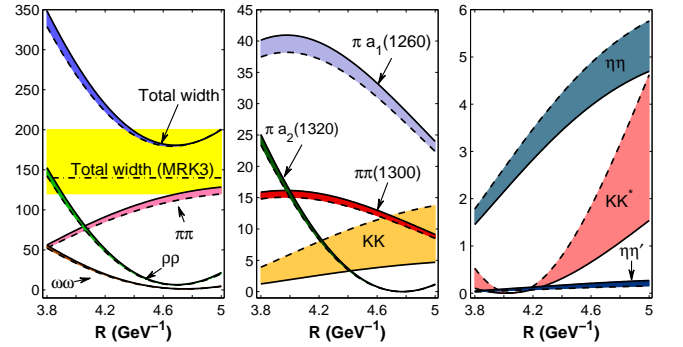 350
300
250
200
150
100
50
0
Total width
Total width (MRK3)
ππ
ρρ
ωω
3.8 4.2 4.6 5
R (GeV⁻¹)
45
40
35
30
25
20
15
10
5
0
π a₁(1260)
π a₂(1320)
ππ(1300)
KK
3.8 4.2 4.6 5
R (GeV⁻¹)
6
5
4
3
2
1
0
ηη
KK*
ηη′
3.8 4.2 4.6 5
R (GeV⁻¹)